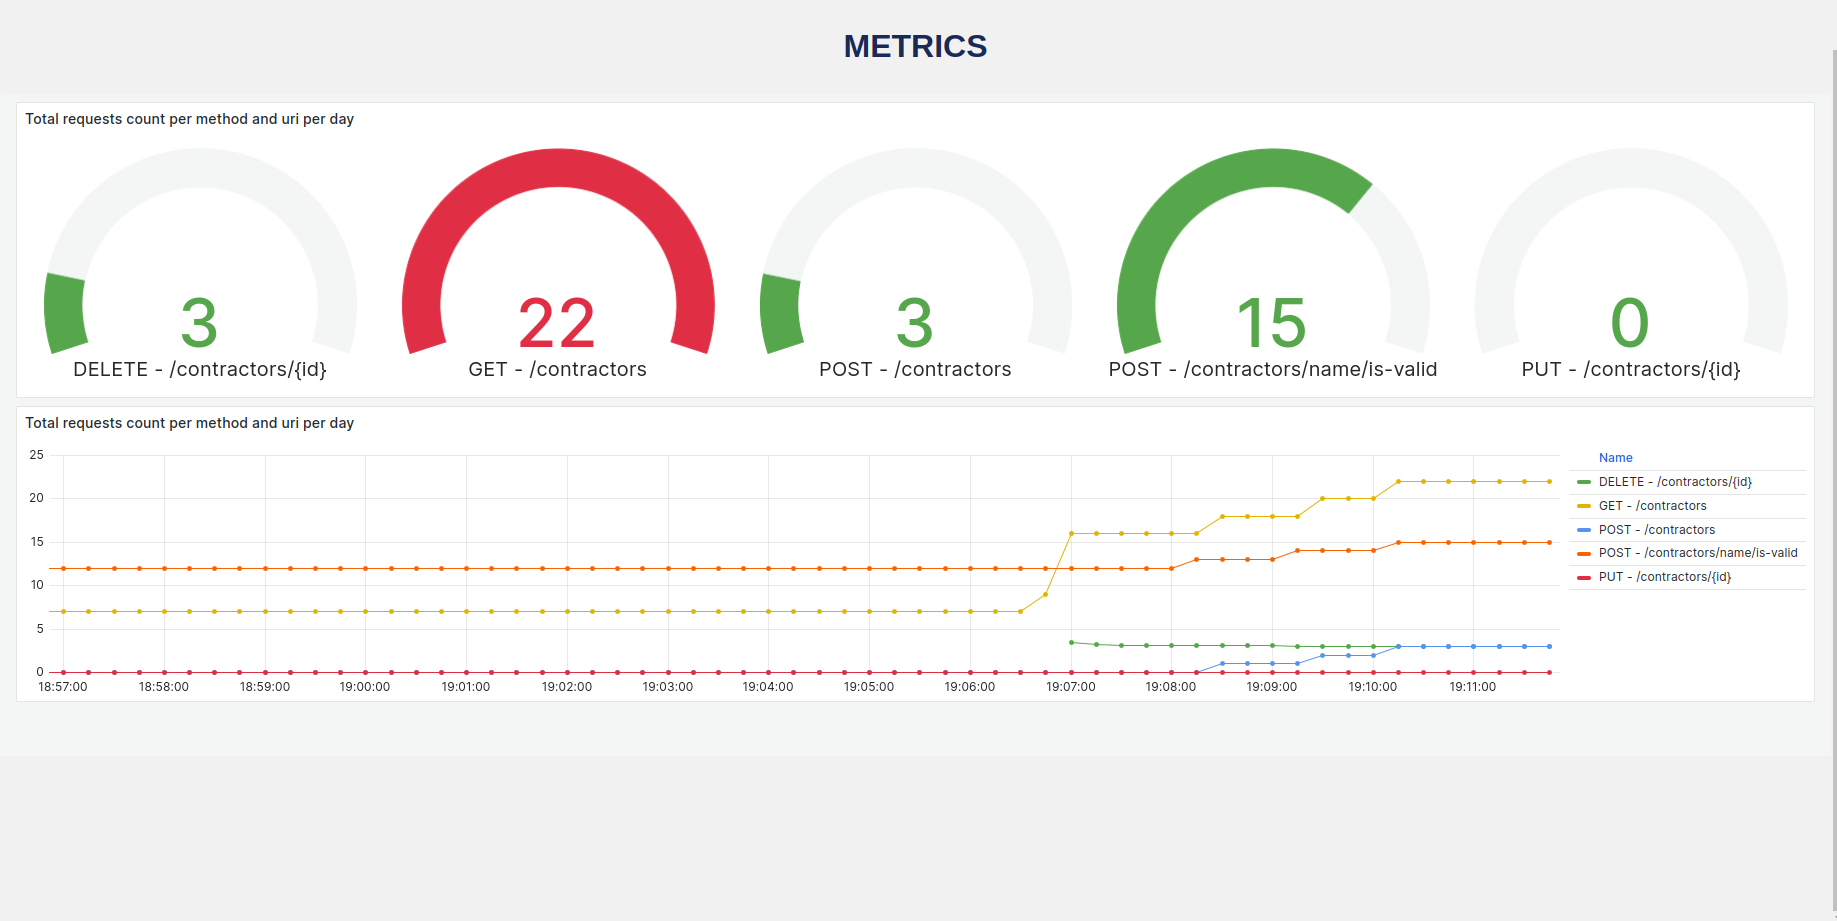 METRICS
Total requests count per method and uri per day
3
22
3
15
0
DELETE - /contractors/{id}
GET - /contractors
POST - /contractors
POST - /contractors/name/is-valid
PUT - /contractors/{id}
Total requests count per method and uri per day
25
20
15
10
5
0
18:57:00 18:58:00 18:59:00 19:00:00 19:01:00 19:02:00 19:03:00 19:04:00 19:05:00 19:06:00 19:07:00 19:08:00 19:09:00 19:10:00 19:11:00
Name
DELETE - /contractors/{id}
GET - /contractors
POST - /contractors
POST - /contractors/name/is-valid
PUT - /contractors/{id}